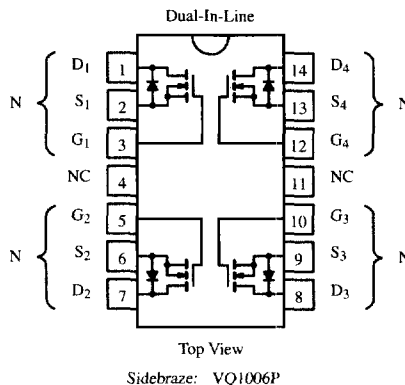 Dual-In-Line
N D1 1 14 D4 N
S1 2 13 S4
G1 3 12 G4
NC 4 11 NC
G2 5 10 G3
N S2 6 9 S3 N
D2 7 8 D3
Top View
Sidebraze: VQ1006P